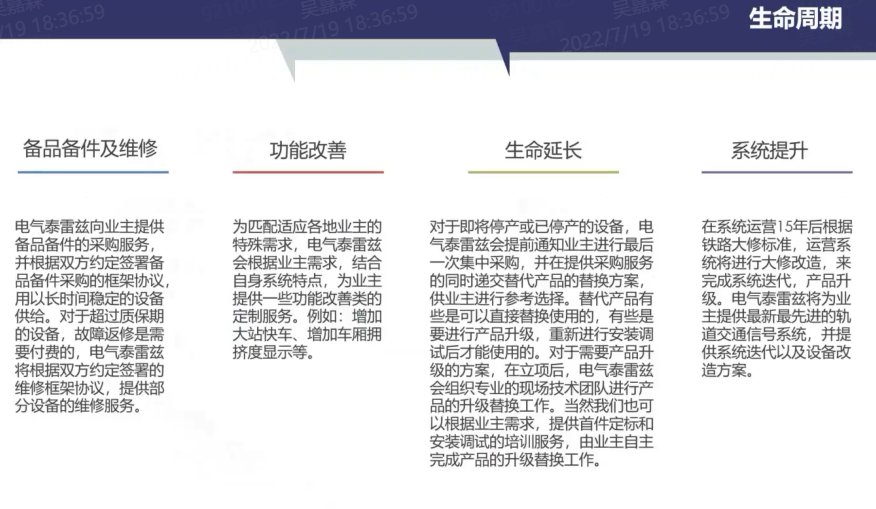 吴嘉霖
吴嘉霖
7/19 18:36:59
2022/7/19 18:36:59
2022/7/19 18:36:59
生命周期
备品备件及维修
电气泰雷兹向业主提供
备品备件的采购服务，
并根据双方约定签署备
品备件采购的框架协议，
用以长时间稳定的设备
供给。对于超过质保期
的设备，故障返修是需
要付费的，电气泰雷兹
将根据双方约定签署的
维修框架协议，提供部
分设备的维修服务。
功能改善
为匹配适应各地业主的
特殊需求，电气泰雷兹
会根据业主需求，结合
自身系统特点，为业主
提供一些功能改善类的
定制服务。例如：增加
大站快车、增加车厢拥
挤度显示等。
生命延长
对于即将停产或已停产的设备，电
气泰雷兹会提前通知业主进行最后
一次集中采购，并在提供采购服务
的同时递交替代产品的替换方案，
供业主进行参考选择。替代产品有
些是可以直接替换使用的，有些是
要进行产品升级，重新进行安装调
试后才能使用的。对于需要产品升
级的方案，在立项后，电气泰雷兹
会组织专业的现场技术团队进行产
品的升级替换工作。当然我们也可
以根据业主需求，提供首件定标和
安装调试的培训服务，由业主自主
完成产品的升级替换工作。
系统提升
在系统运营15年后根据
铁路大修标准，运营系
统将进行大修改造，来
完成系统迭代，产品升
级。电气泰雷兹将为业
主提供最新最先进的轨
道交通信号系统，并提
供系统迭代以及设备改
造方案。